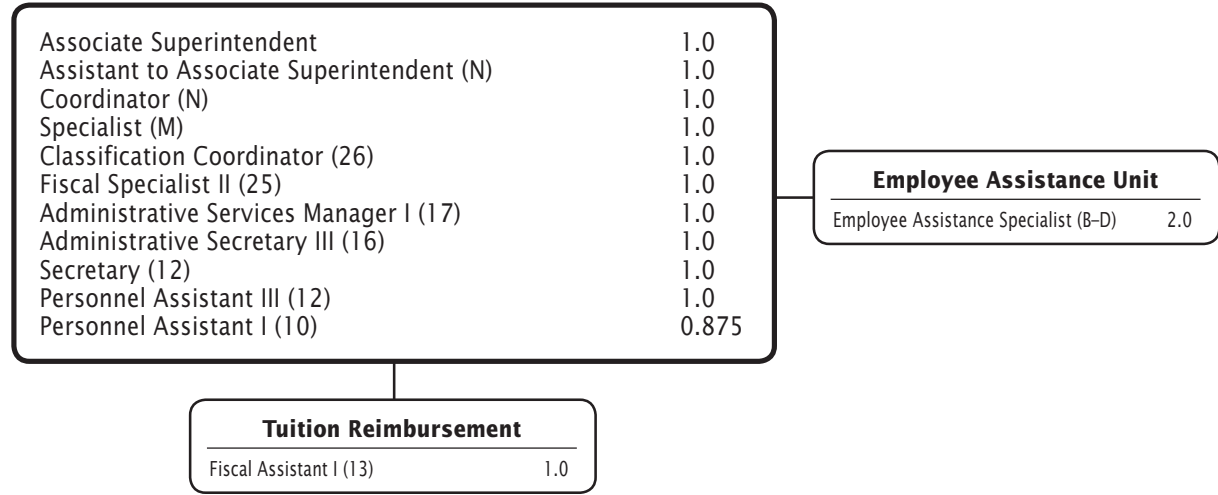 Associate Superintendent 1.0
Assistant to Associate Superintendent (N) 1.0
Coordinator (N) 1.0
Specialist (M) 1.0
Classification Coordinator (26) 1.0
Fiscal Specialist II (25) 1.0
Administrative Services Manager I (17) 1.0
Administrative Secretary III (16) 1.0
Secretary (12) 1.0
Personnel Assistant III (12) 1.0
Personnel Assistant I (10) 0.875
Employee Assistance Unit
Employee Assistance Specialist (B–D) 2.0
Tuition Reimbursement
Fiscal Assistant I (13) 1.0